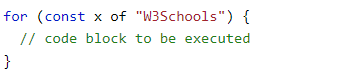 for (const x of "W3Schools") {
  // code block to be executed
}